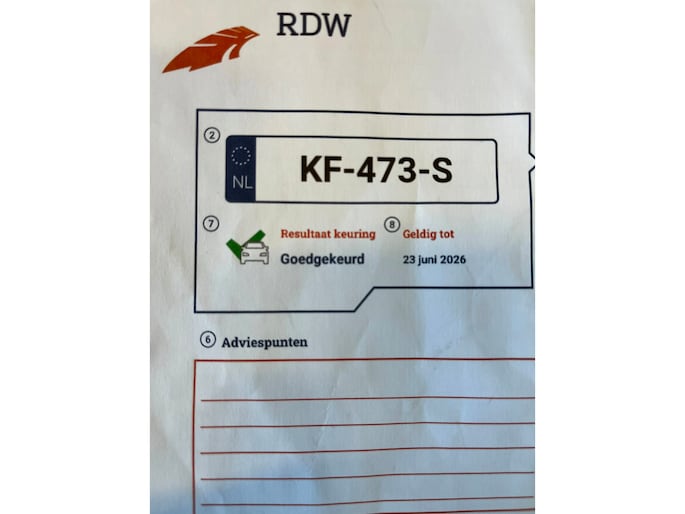 RDW
2
NL KF-473-S
7 Resultaat keuring 8 Geldig tot
Goedgekeurd 23 juni 2026
6 Adviespunten